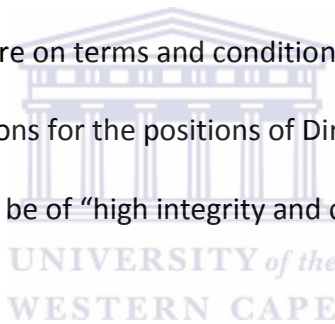 re on terms and condition
ons for the positions of Di
be of "high integrity and
UNIVERSITY of the
WESTERN CAPE